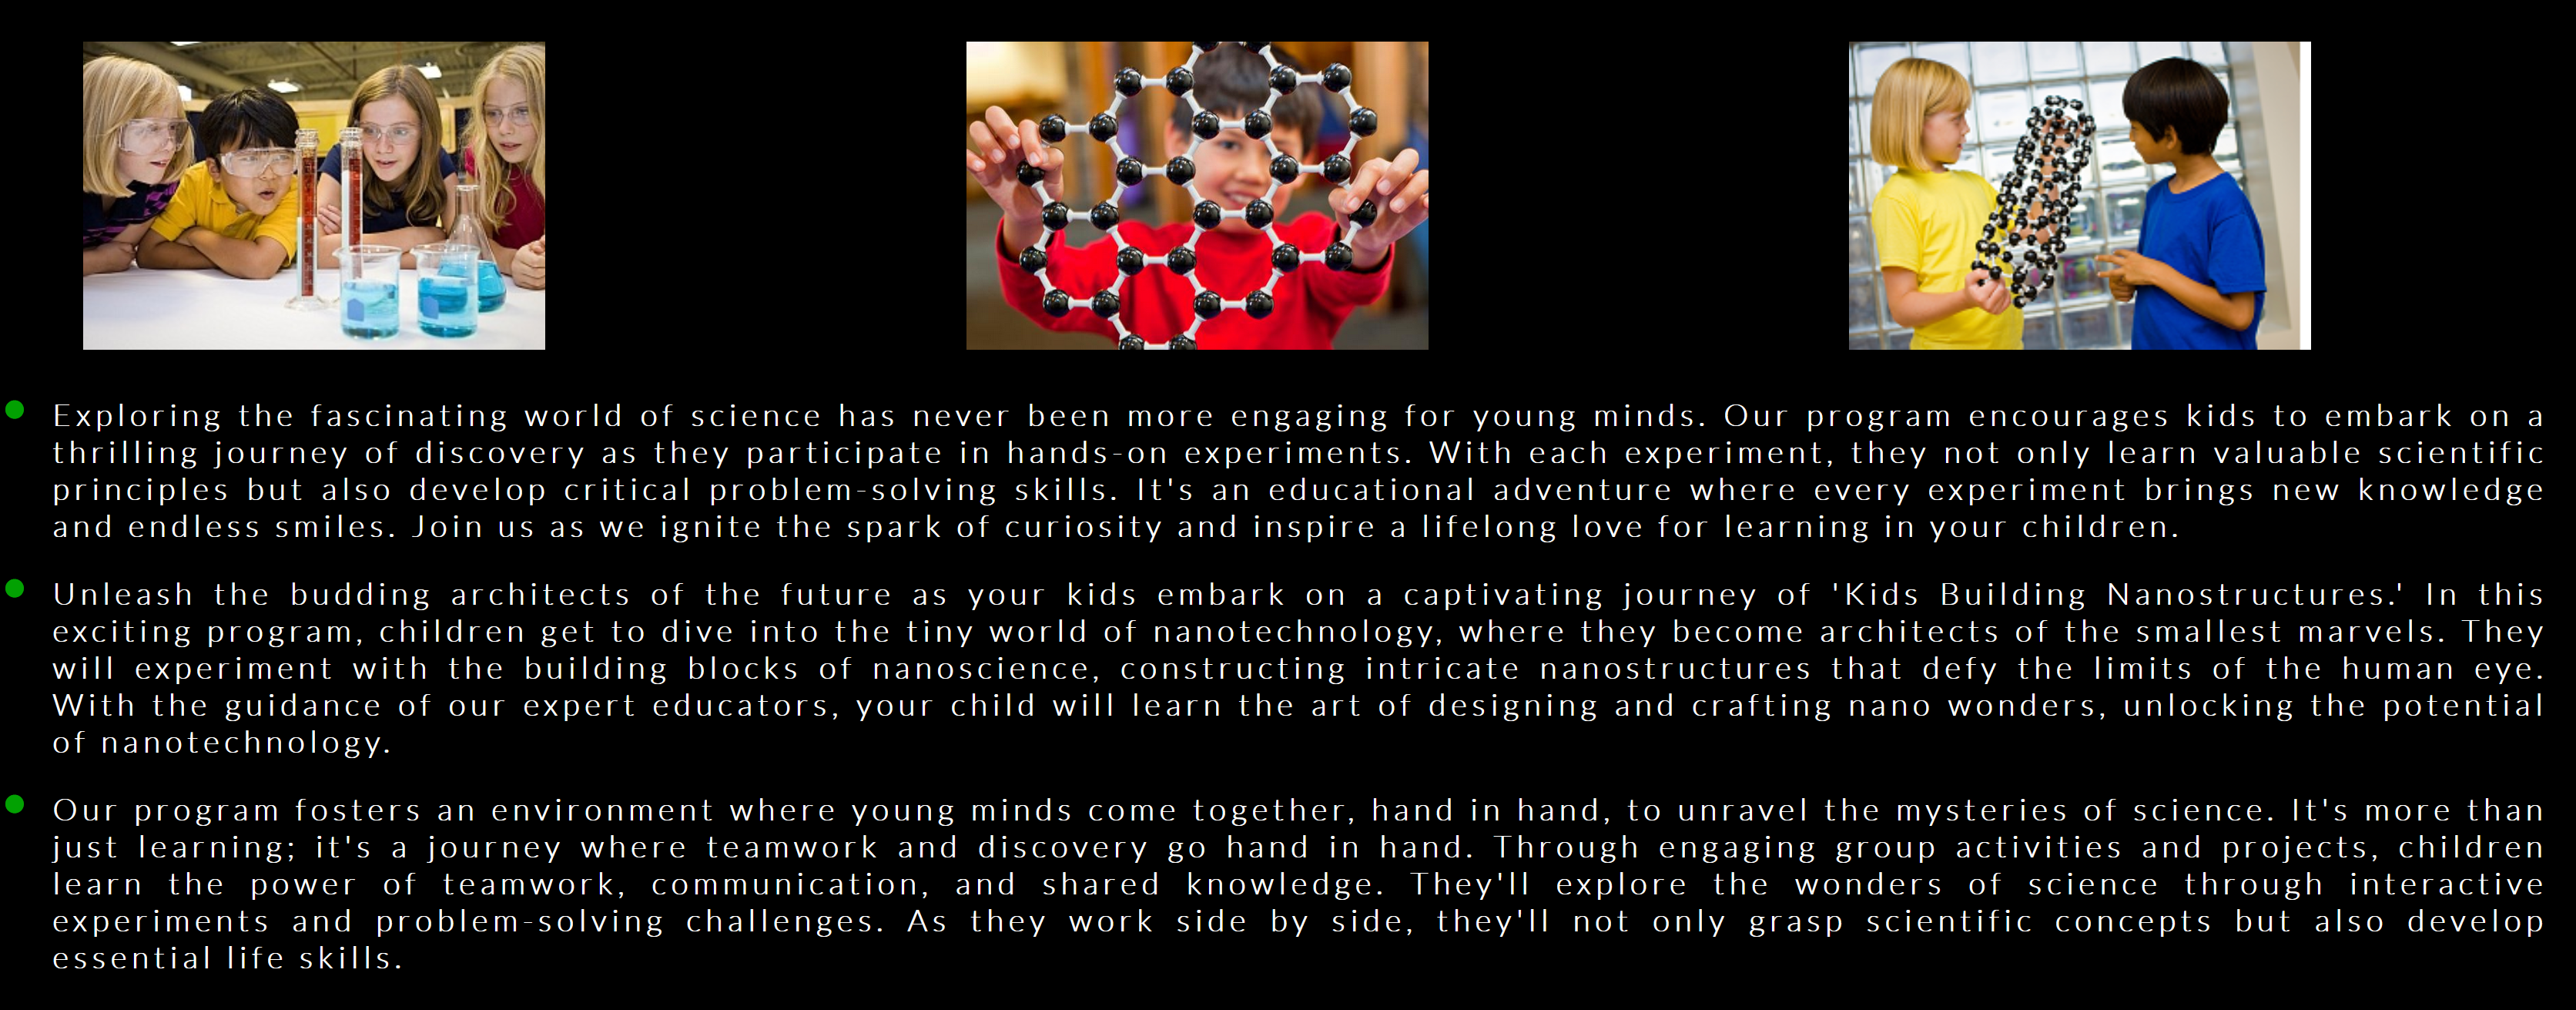 Exploring the fascinating world of science has never been more engaging for young minds. Our program encourages kids to embark on a
thrilling journey of discovery as they participate in hands-on experiments. With each experiment, they not only learn valuable scientific
principles but also develop critical problem-solving skills. It's an educational adventure where every experiment brings new knowledge
and endless smiles. Join us as we ignite the spark of curiosity and inspire a lifelong love for learning in your children.
Unleash the budding architects of the future as your kids embark on a captivating journey of 'Kids Building Nanostructures.' In this
exciting program, children get to dive into the tiny world of nanotechnology, where they become architects of the smallest marvels. They
will experiment with the building blocks of nanoscience, constructing intricate nanostructures that defy the limits of the human eye.
With the guidance of our expert educators, your child will learn the art of designing and crafting nano wonders, unlocking the potential
of nanotechnology.
Our program fosters an environment where young minds come together, hand in hand, to unravel the mysteries of science. It's more than
just learning; it's a journey where teamwork and discovery go hand in hand. Through engaging group activities and projects, children
learn the power of teamwork, communication, and shared knowledge. They'll explore the wonders of science through interactive
experiments and problem-solving challenges. As they work side by side, they'll not only grasp scientific concepts but also develop
essential life skills.